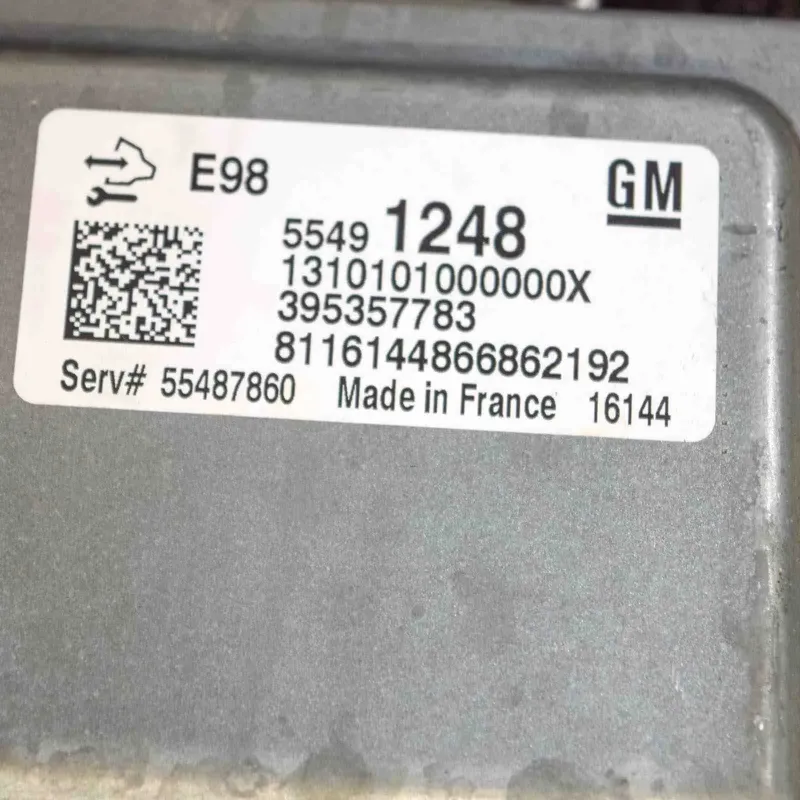 E98 GM
5549 1248
1310101000000X
395357783
8116144866862192
Serv# 55487860 Made in France 16144